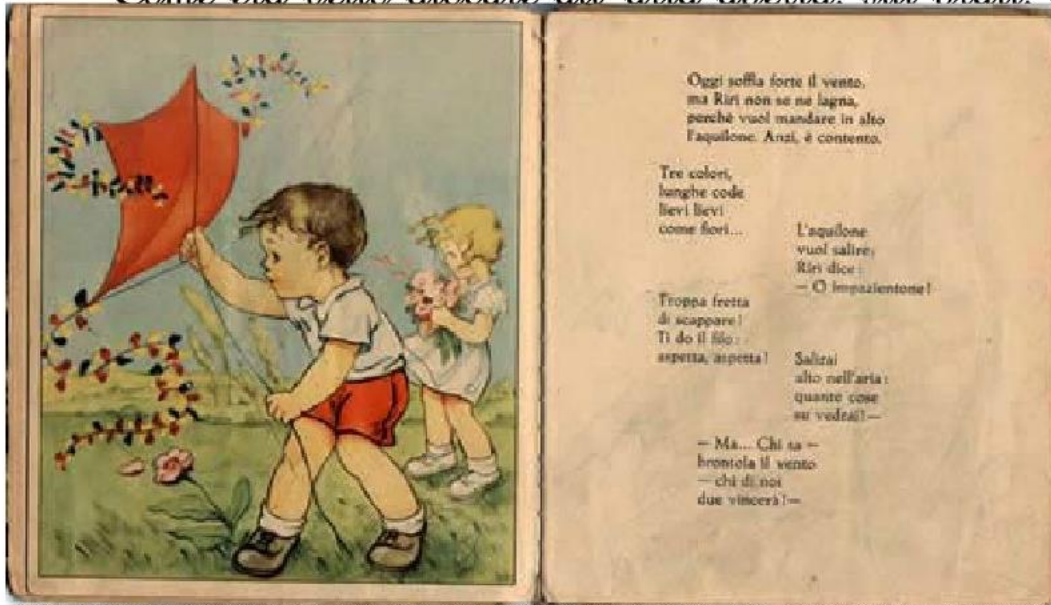 Oggi soffia forte il vento,
ma Riri non se ne lagna,
perchè vuol mandare in alto
l'aquilone. Anzi, è contento.
Tre colori,
lunghe code
lievi lievi
come fiori...
L'aquilone
vuol salire;
Riri dice:
— O impazientone!
Troppa fretta
di scappare!
Ti do il filo:
aspetta, aspetta!
Salirai
alto nell'aria:
quante cose
su vedrai! —
— Ma... Chi sa —
brontola il vento
— chi di noi
due vincerà! —